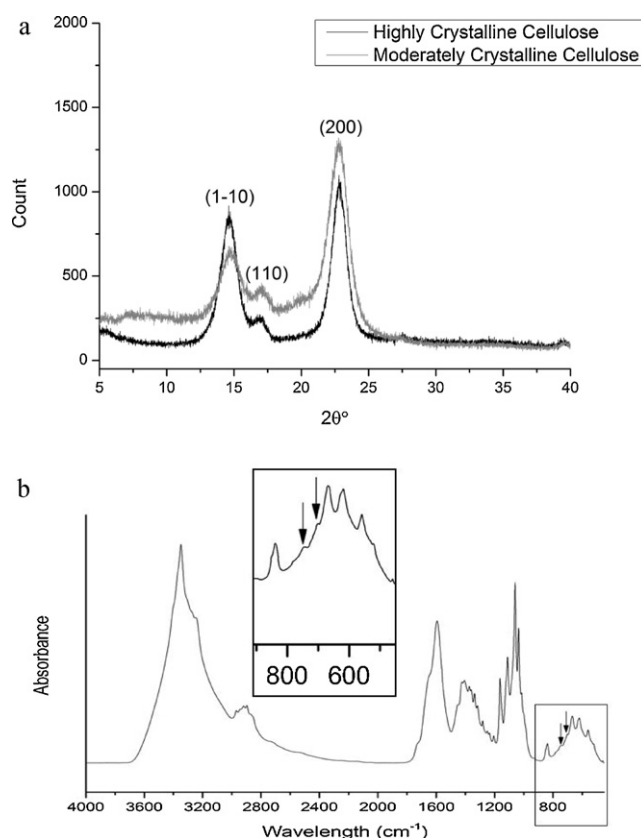 a
Highly Crystalline Cellulose
Moderately Crystalline Cellulose
2000
1500
1000
500
0
Count
(1-10)
(110)
(200)
5 10 15 20 25 30 35 40
2θ°
b
Absorbance
800 600
4000 3600 3200 2800 2400 2000 1600 1200 800
Wavelength (cm⁻¹)